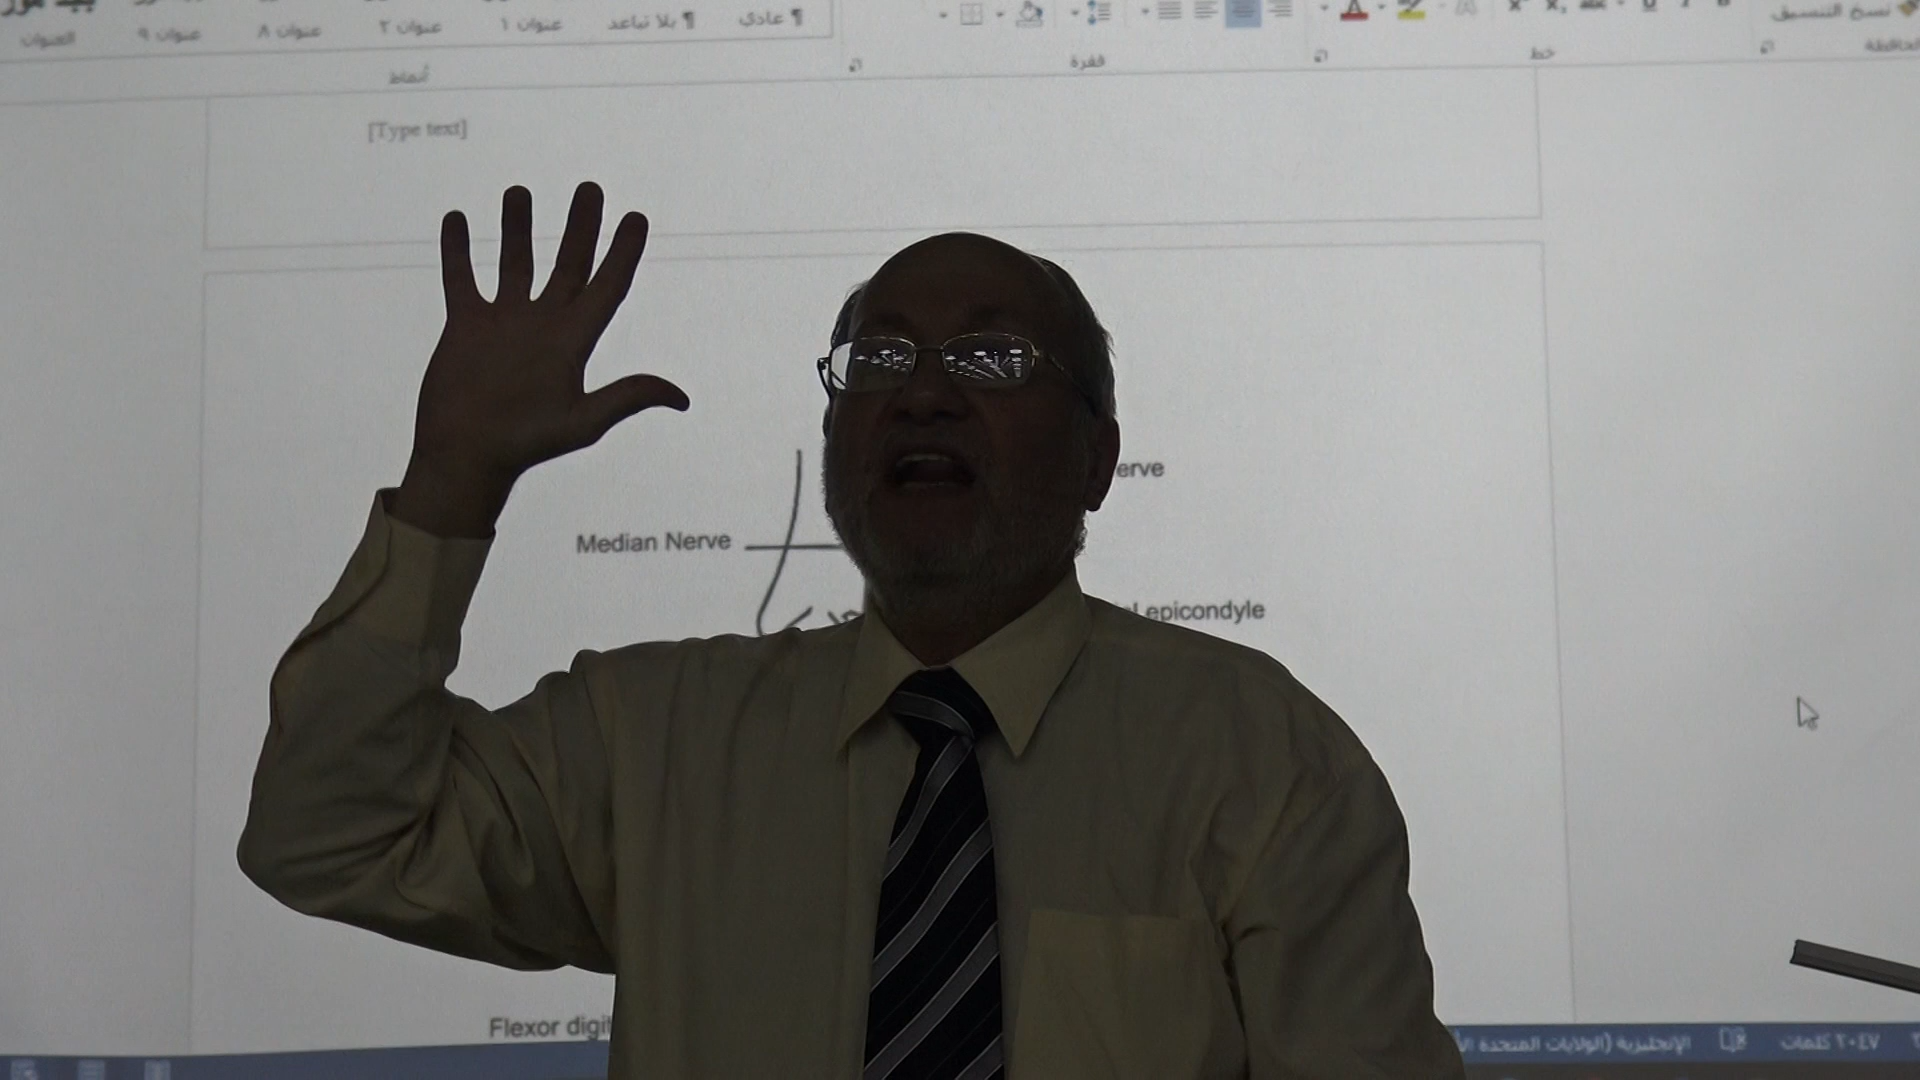 ¶ عادي ¶ بلا تباعد عنوان ١ عنوان ٢ عنوان ٨ عنوان ٩ العنوان
نسخ التنسيق
الحافظة خط فقرة أنماط
[Type text]
erve
Median Nerve
epicondyle
Flexor digit
٢٠٤٧ كلمات الإنجليزية (الولايات المتحدة